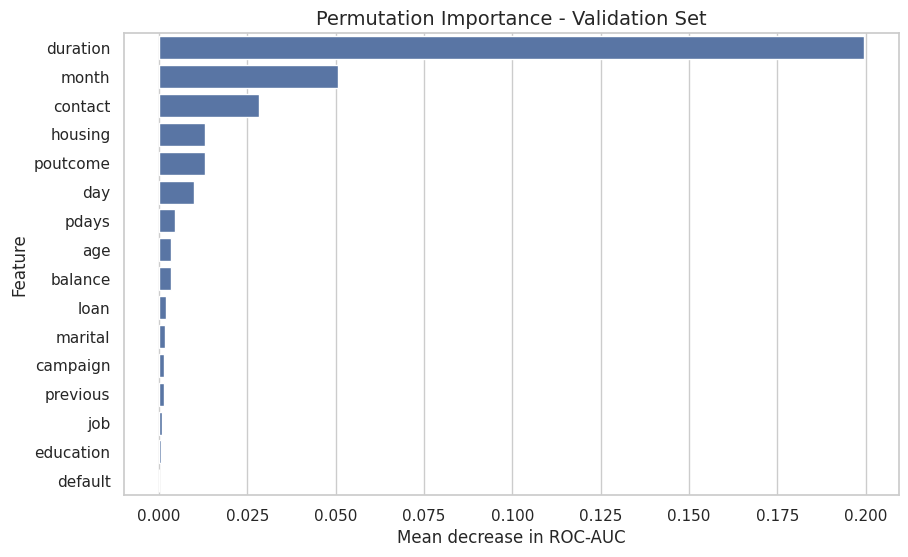 Permutation Importance - Validation Set
Feature
duration
month
contact
housing
poutcome
day
pdays
age
balance
loan
marital
campaign
previous
job
education
default
0.000 0.025 0.050 0.075 0.100 0.125 0.150 0.175 0.200
Mean decrease in ROC-AUC